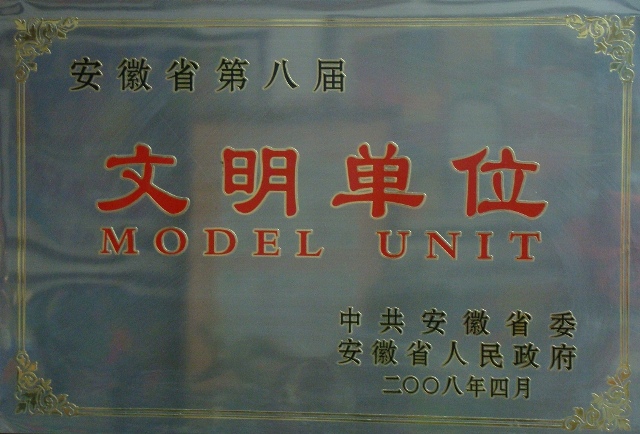 安徽省第八届
文明单位
MODEL UNIT
中共安徽省委
安徽省人民政府
二〇〇八年四月